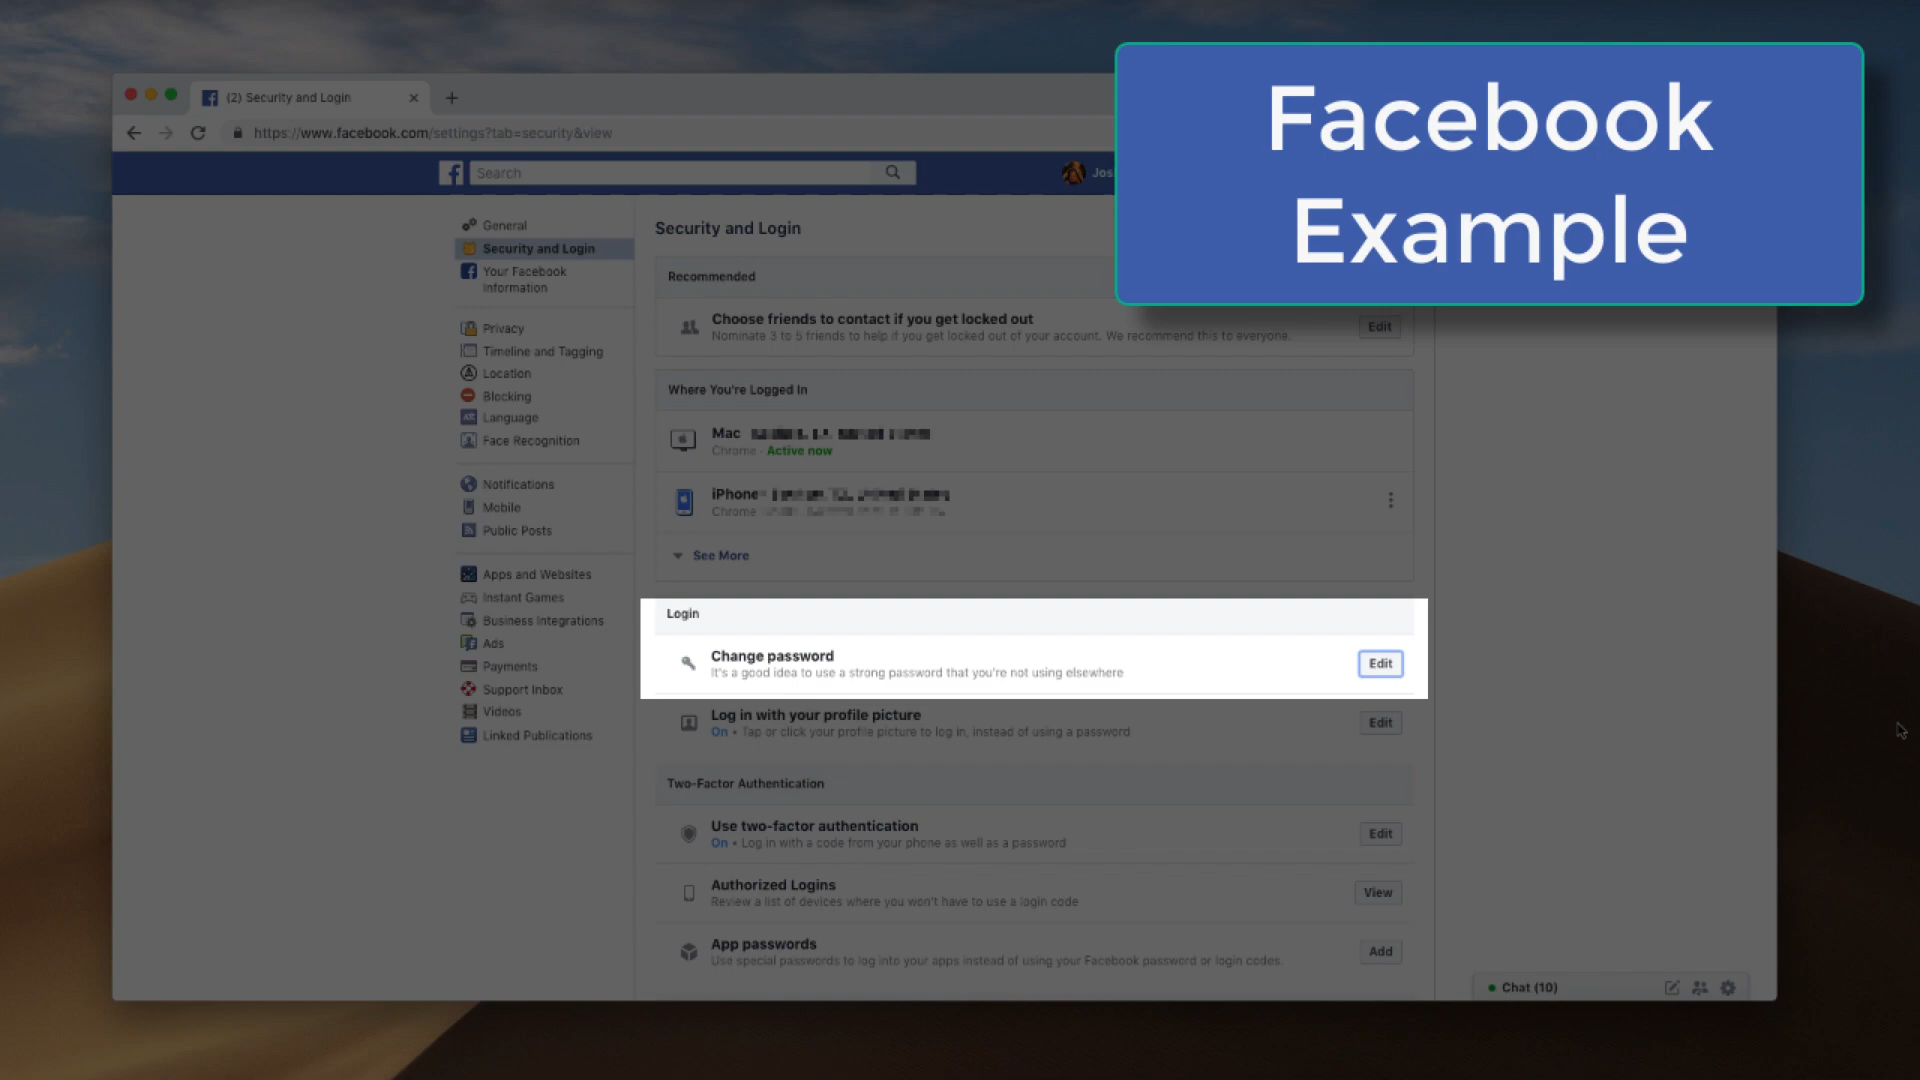 Facebook
Example
(2) Security and Login
https://www.facebook.com/settings?tab=security&view
Search
Jos
General
Security and Login
Your Facebook
Information
Privacy
Timeline and Tagging
Location
Blocking
Language
Face Recognition
Notifications
Mobile
Public Posts
Apps and Websites
Instant Games
Business Integrations
Ads
Payments
Support Inbox
Videos
Linked Publications
Security and Login
Recommended
Choose friends to contact if you get locked out
Nominate 3 to 5 friends to help if you get locked out of your account. We recommend this to everyone.
Edit
Where You're Logged In
Mac
Chrome · Active now
iPhone
Chrome
See More
Login
Change password
It's a good idea to use a strong password that you're not using elsewhere
Edit
Log in with your profile picture
On • Tap or click your profile picture to log in, instead of using a password
Edit
Two-Factor Authentication
Use two-factor authentication
On • Log in with a code from your phone as well as a password
Edit
Authorized Logins
Review a list of devices where you won't have to use a login code
View
App passwords
Use special passwords to log into your apps instead of using your Facebook password or login codes.
Add
Chat (10)